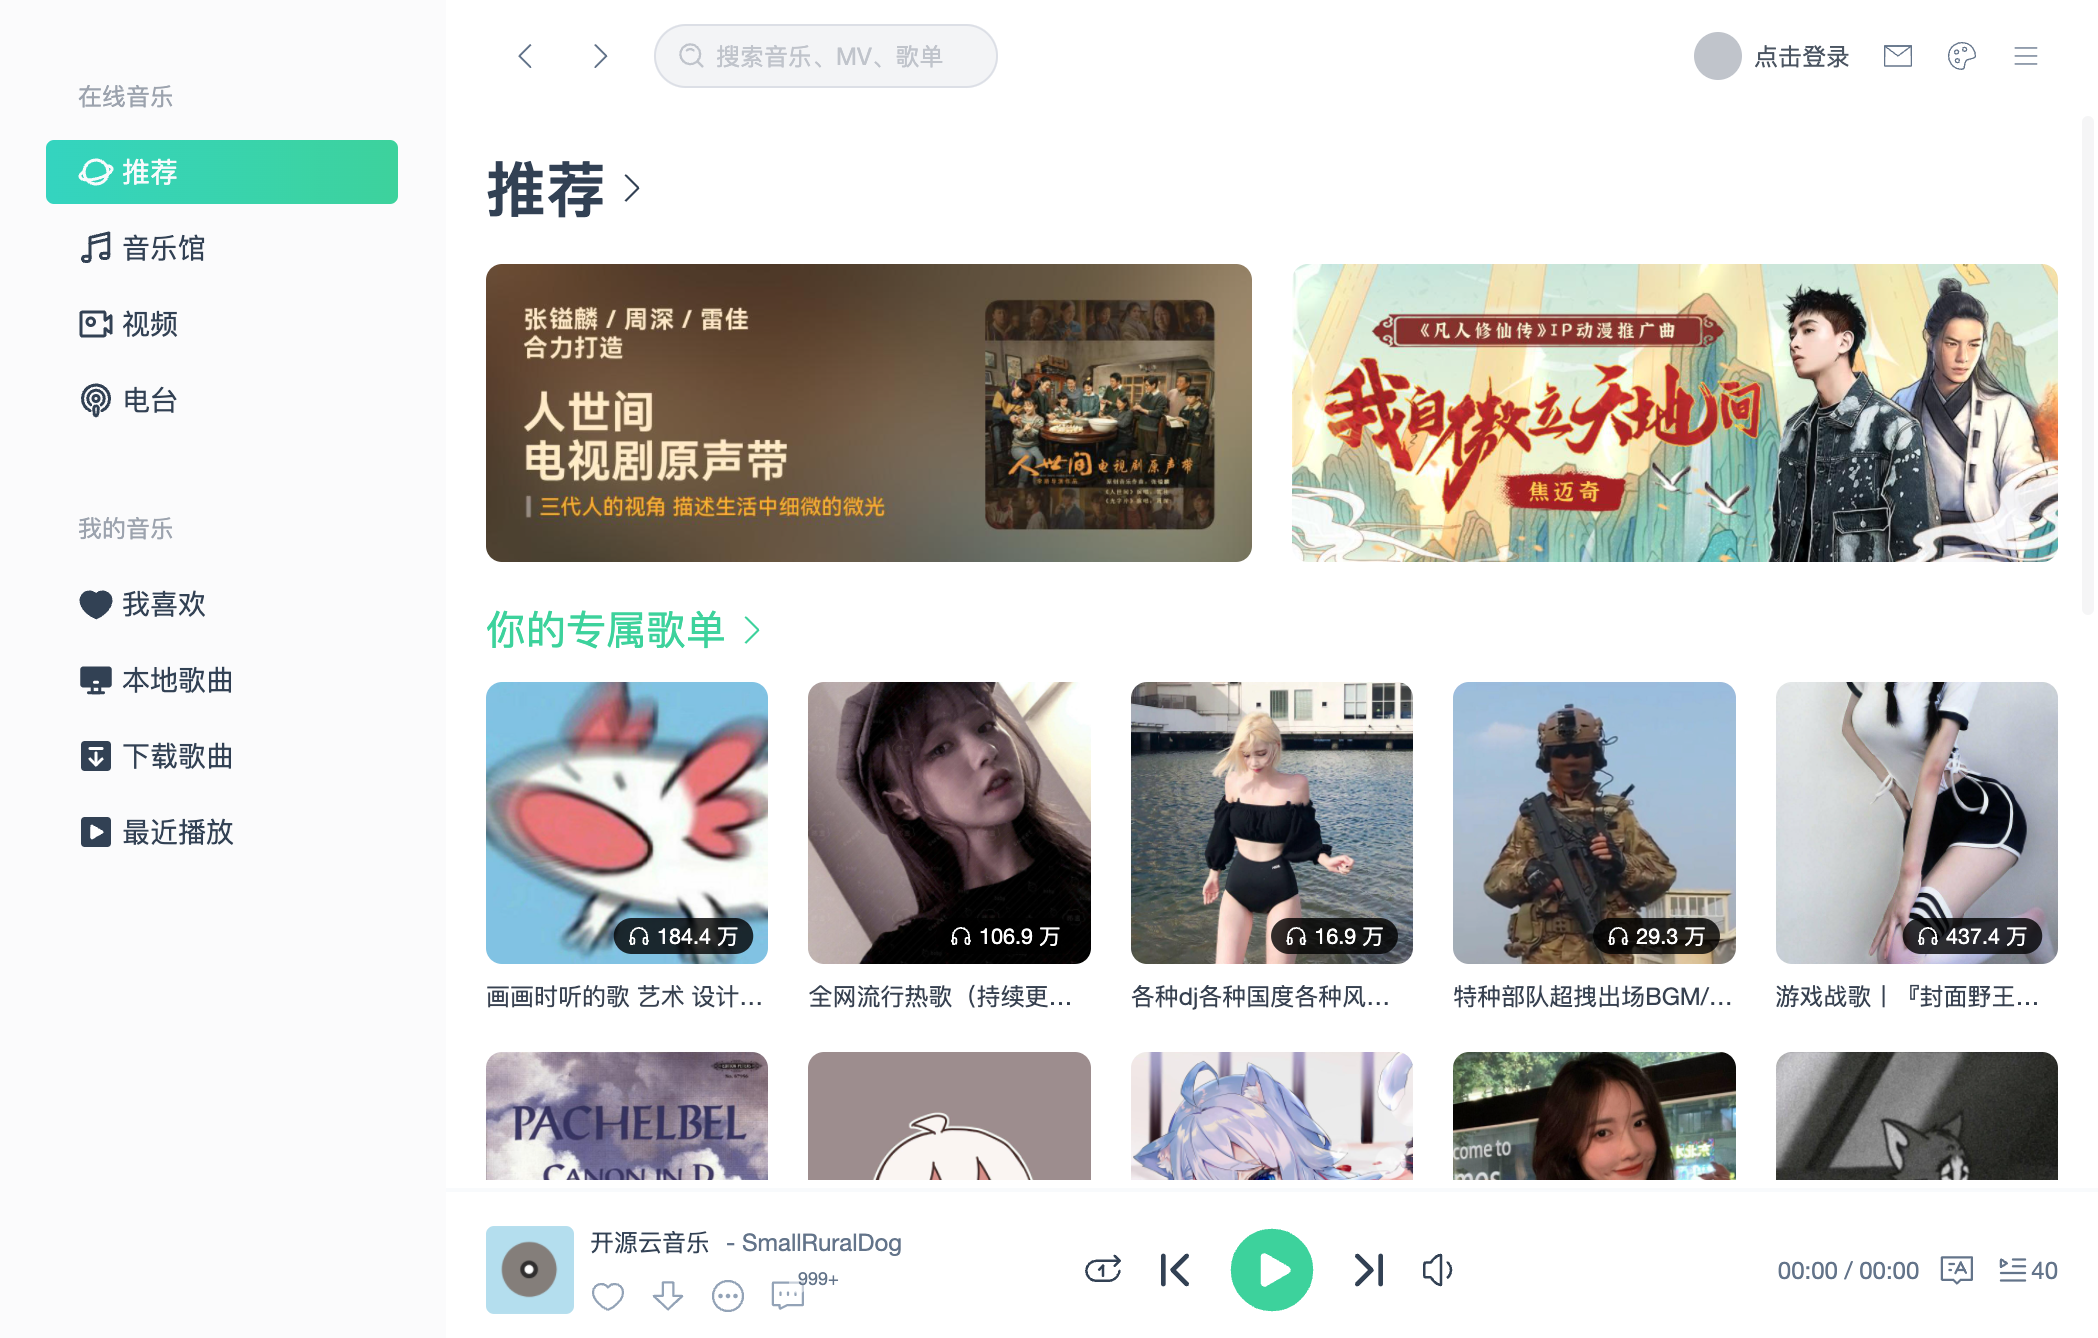 在线音乐
推荐
音乐馆
视频
电台
我的音乐
我喜欢
本地歌曲
下载歌曲
最近播放
搜索音乐、MV、歌单
点击登录
推荐
张镒麟 / 周深 / 雷佳
合力打造
人世间
电视剧原声带
三代人的视角 描述生活中细微的微光
人世间 电视剧原声带
《凡人修仙传》IP动漫推广曲
我自傲立天地间
焦迈奇
你的专属歌单
184.4 万
106.9 万
16.9 万
29.3 万
437.4 万
画画时听的歌 艺术 设计...
全网流行热歌（持续更...
各种dj各种国度各种风...
特种部队超拽出场BGM/...
游戏战歌丨『封面野王...
PACHELBEL
CANON IN D
come to
开源云音乐 - SmallRuralDog
999+
1
00:00 / 00:00
A
40